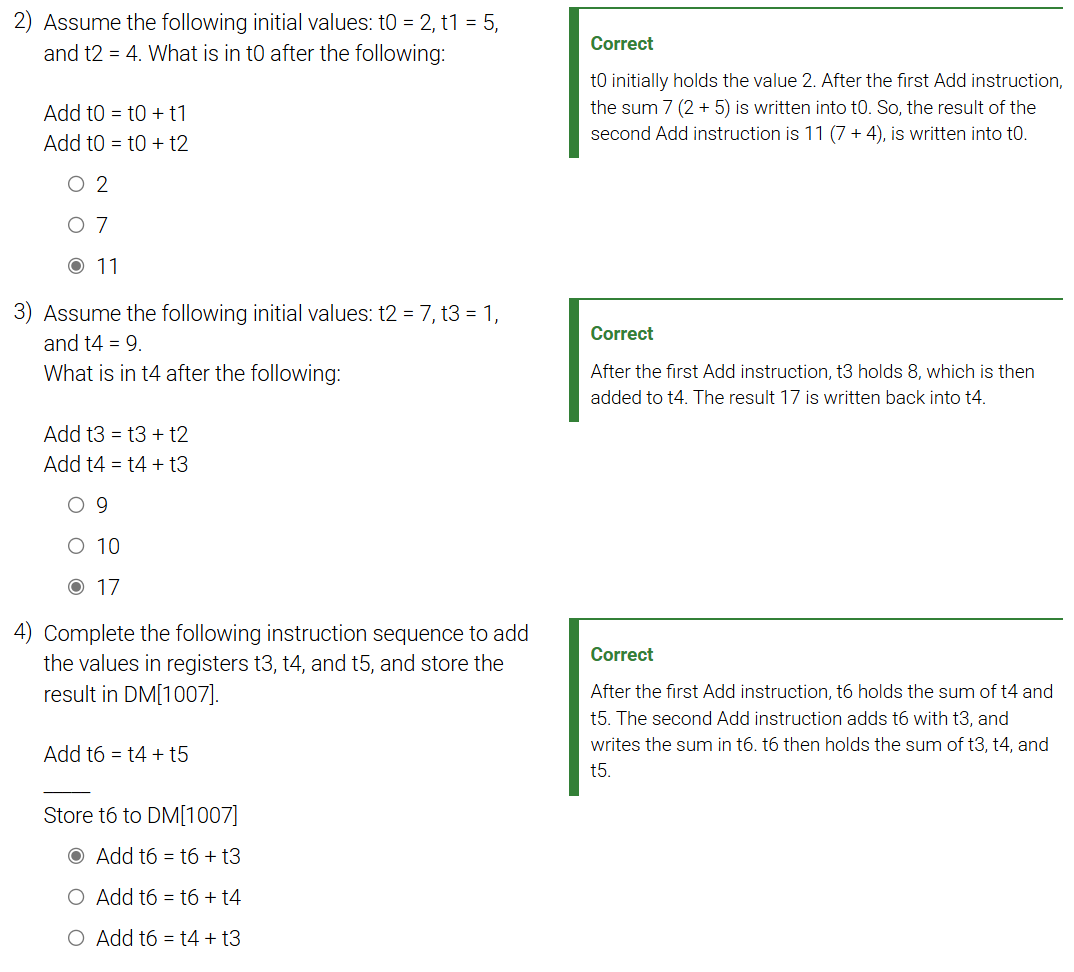 2) Assume the following initial values: t0 = 2, t1 = 5,
and t2 = 4. What is in t0 after the following:
Add t0 = t0 + t1
Add t0 = t0 + t2
2
7
11
Correct
t0 initially holds the value 2. After the first Add instruction,
the sum 7 (2 + 5) is written into t0. So, the result of the
second Add instruction is 11 (7 + 4), is written into t0.
3) Assume the following initial values: t2 = 7, t3 = 1,
and t4 = 9.
What is in t4 after the following:
Add t3 = t3 + t2
Add t4 = t4 + t3
9
10
17
Correct
After the first Add instruction, t3 holds 8, which is then
added to t4. The result 17 is written back into t4.
4) Complete the following instruction sequence to add
the values in registers t3, t4, and t5, and store the
result in DM[1007].
Add t6 = t4 + t5
____
Store t6 to DM[1007]
Add t6 = t6 + t3
Add t6 = t6 + t4
Add t6 = t4 + t3
Correct
After the first Add instruction, t6 holds the sum of t4 and
t5. The second Add instruction adds t6 with t3, and
writes the sum in t6. t6 then holds the sum of t3, t4, and
t5.